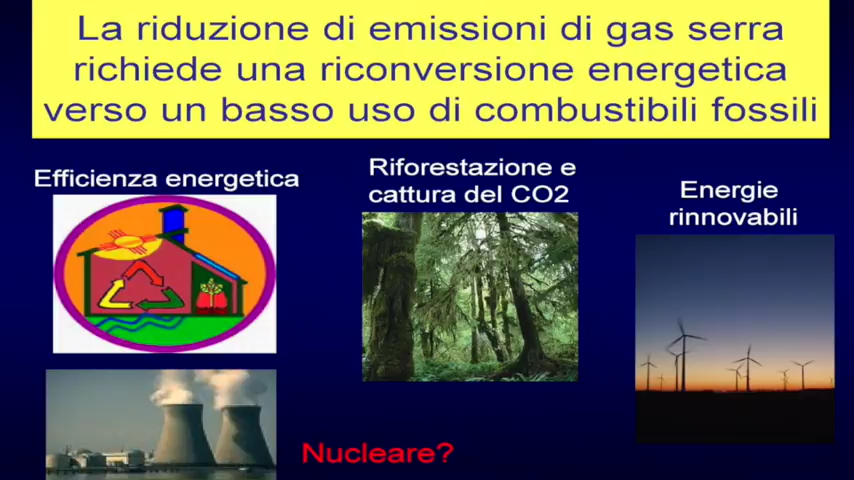 La riduzione di emissioni di gas serra
richiede una riconversione energetica
verso un basso uso di combustibili fossili
Efficienza energetica
Riforestazione e
cattura del CO2
Energie
rinnovabili
Nucleare?